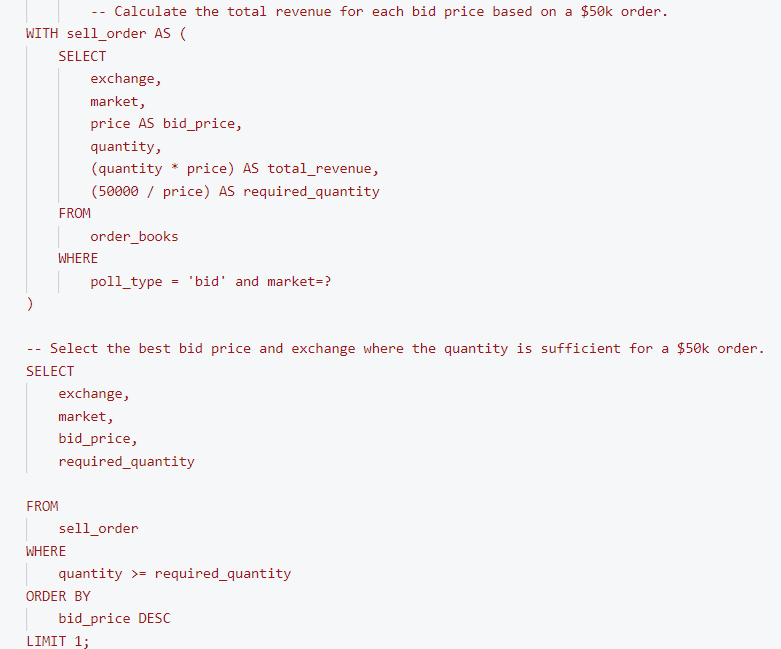 -- Calculate the total revenue for each bid price based on a $50k order.
WITH sell_order AS (
SELECT
exchange,
market,
price AS bid_price,
quantity,
(quantity * price) AS total_revenue,
(50000 / price) AS required_quantity
FROM
order_books
WHERE
poll_type = 'bid' and market=?
)
-- Select the best bid price and exchange where the quantity is sufficient for a $50k order.
SELECT
exchange,
market,
bid_price,
required_quantity
FROM
sell_order
WHERE
quantity >= required_quantity
ORDER BY
bid_price DESC
LIMIT 1;